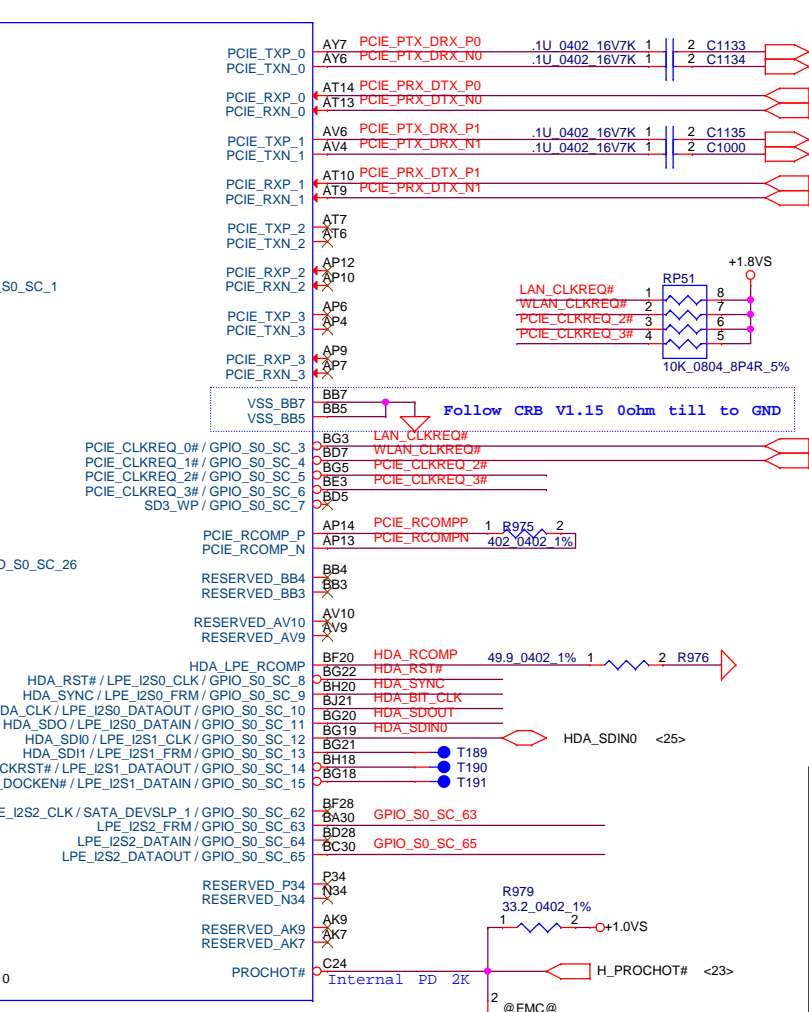 PCIE_TXP_0 AY7 PCIE_PTX_DRX_P0 .1U_0402_16V7K 1 2 C1133
PCIE_TXN_0 AY6 PCIE_PTX_DRX_N0 .1U_0402_16V7K 1 2 C1134
PCIE_RXP_0 AT14 PCIE_PRX_DTX_P0
PCIE_RXN_0 AT13 PCIE_PRX_DTX_N0
PCIE_TXP_1 AV6 PCIE_PTX_DRX_P1 .1U_0402_16V7K 1 2 C1135
PCIE_TXN_1 AV4 PCIE_PTX_DRX_N1 .1U_0402_16V7K 1 2 C1000
PCIE_RXP_1 AT10 PCIE_PRX_DTX_P1
PCIE_RXN_1 AT9 PCIE_PRX_DTX_N1
PCIE_TXP_2 AT7
PCIE_TXN_2 AT6
+1.8VS
PCIE_RXP_2 AP12
PCIE_RXN_2 AP10
RP51
_S0_SC_1
LAN_CLKREQ# 1 8
WLAN_CLKREQ# 2 7
PCIE_CLKREQ_2# 3 6
PCIE_CLKREQ_3# 4 5
10K_0804_8P4R_5%
PCIE_TXP_3 AP6
PCIE_TXN_3 AP4
PCIE_RXP_3 AP9
PCIE_RXN_3 AP7
VSS_BB7 BB7
VSS_BB5 BB5
Follow CRB V1.15 0ohm till to GND
PCIE_CLKREQ_0# / GPIO_S0_SC_3 BG3 LAN_CLKREQ#
PCIE_CLKREQ_1# / GPIO_S0_SC_4 BD7 WLAN_CLKREQ#
PCIE_CLKREQ_2# / GPIO_S0_SC_5 BG5 PCIE_CLKREQ_2#
PCIE_CLKREQ_3# / GPIO_S0_SC_6 BE3 PCIE_CLKREQ_3#
SD3_WP / GPIO_S0_SC_7 BD5
PCIE_RCOMP_P AP14 PCIE_RCOMPP 1 R975 2
PCIE_RCOMP_N AP13 PCIE_RCOMPN 402_0402_1%
O_S0_SC_26
RESERVED_BB4 BB4
RESERVED_BB3 BB3
RESERVED_AV10 AV10
RESERVED_AV9 AV9
HDA_LPE_RCOMP BF20 HDA_RCOMP 49.9_0402_1% 1 2 R976
HDA_RST# / LPE_I2S0_CLK / GPIO_S0_SC_8 BG22 HDA_RST#
HDA_SYNC / LPE_I2S0_FRM / GPIO_S0_SC_9 BH20 HDA_SYNC
DA_CLK / LPE_I2S0_DATAOUT / GPIO_S0_SC_10 BJ21 HDA_BIT_CLK
HDA_SDO / LPE_I2S0_DATAIN / GPIO_S0_SC_11 BG20 HDA_SDOUT
HDA_SDI0 / LPE_I2S1_CLK / GPIO_S0_SC_12 BG19 HDA_SDIN0 HDA_SDIN0 <25>
HDA_SDI1 / LPE_I2S1_FRM / GPIO_S0_SC_13 BG21 T189
CKRST# / LPE_I2S1_DATAOUT / GPIO_S0_SC_14 BH18 T190
_DOCKEN# / LPE_I2S1_DATAIN / GPIO_S0_SC_15 BG18 T191
E_I2S2_CLK / SATA_DEVSLP_1 / GPIO_S0_SC_62 BF28
LPE_I2S2_FRM / GPIO_S0_SC_63 BA30 GPIO_S0_SC_63
LPE_I2S2_DATAIN / GPIO_S0_SC_64 BD28
LPE_I2S2_DATAOUT / GPIO_S0_SC_65 BC30 GPIO_S0_SC_65
RESERVED_P34 P34
RESERVED_N34 N34
R979
33.2_0402_1%
1 2 +1.0VS
RESERVED_AK9 AK9
RESERVED_AK7 AK7
PROCHOT# C24 H_PROCHOT# <23>
Internal PD 2K
0
2
@EMC@